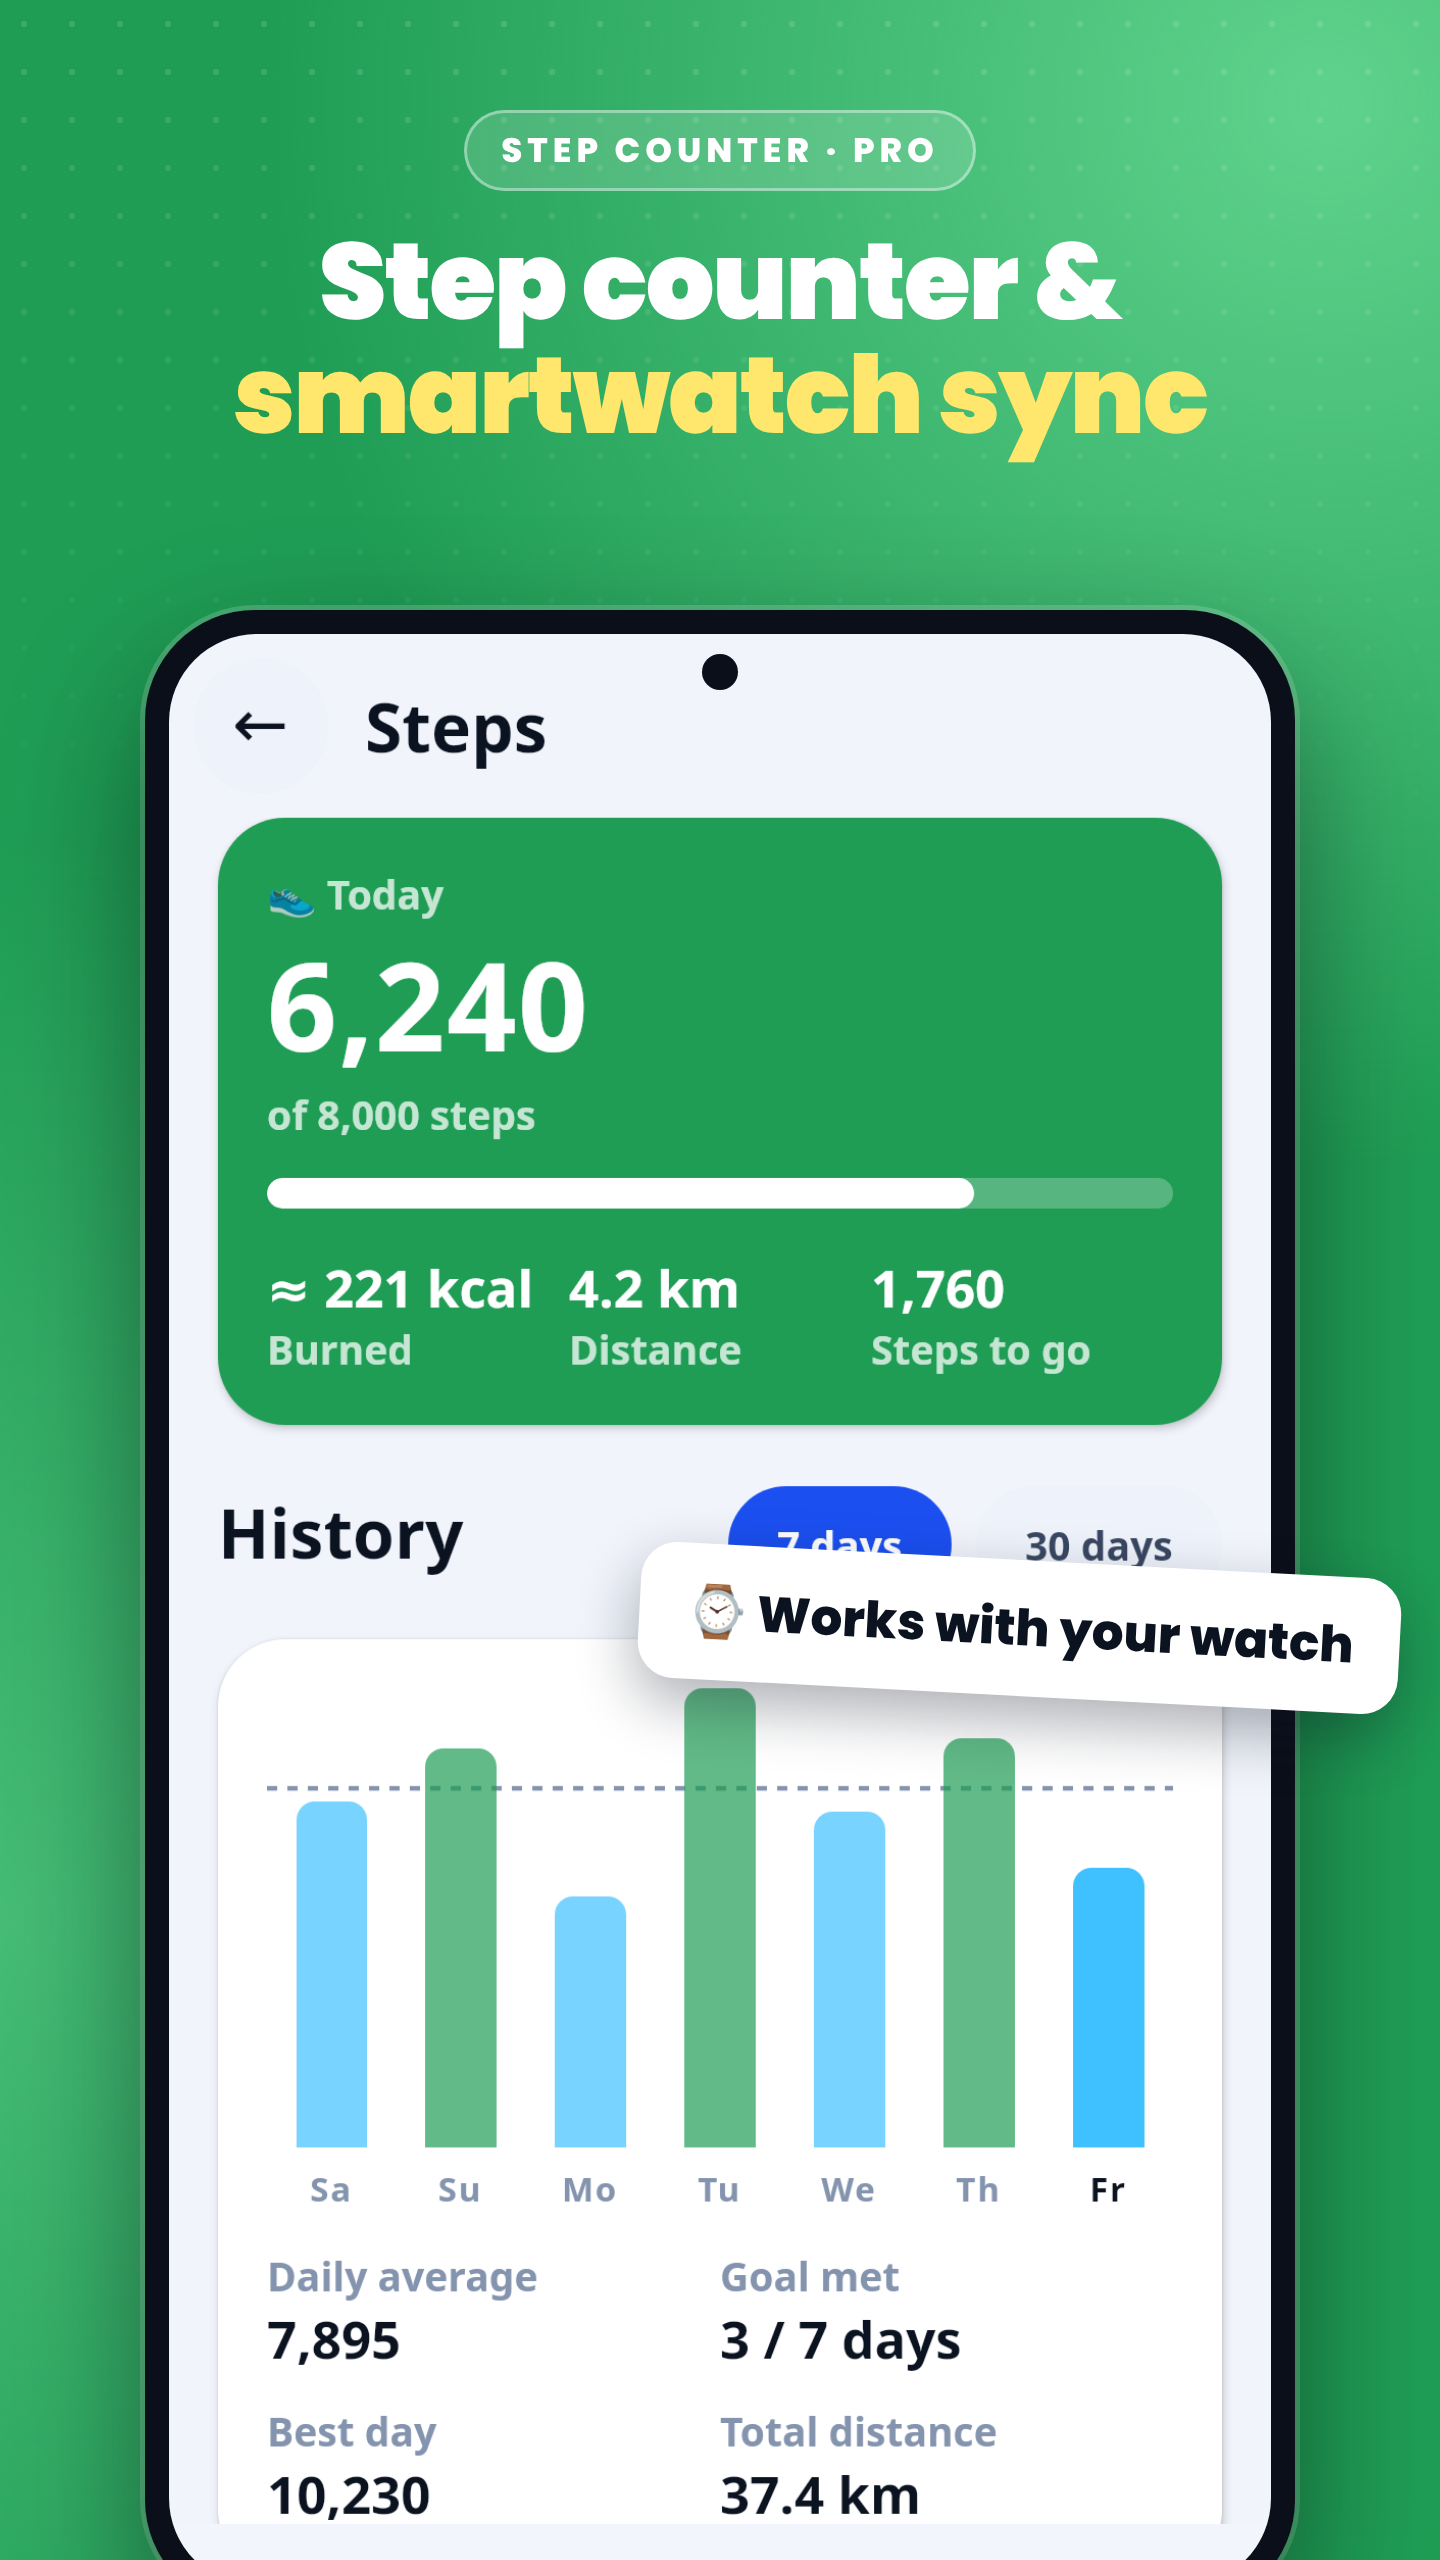 STEP COUNTER · PRO
Step counter &
smartwatch sync
← Steps
Today
6,240
of 8,000 steps
≈ 221 kcal 4.2 km 1,760
Burned Distance Steps to go
History 7 days 30 days
Works with your watch
Sa Su Mo Tu We Th Fr
Daily average Goal met
7,895 3 / 7 days
Best day Total distance
10,230 37.4 km